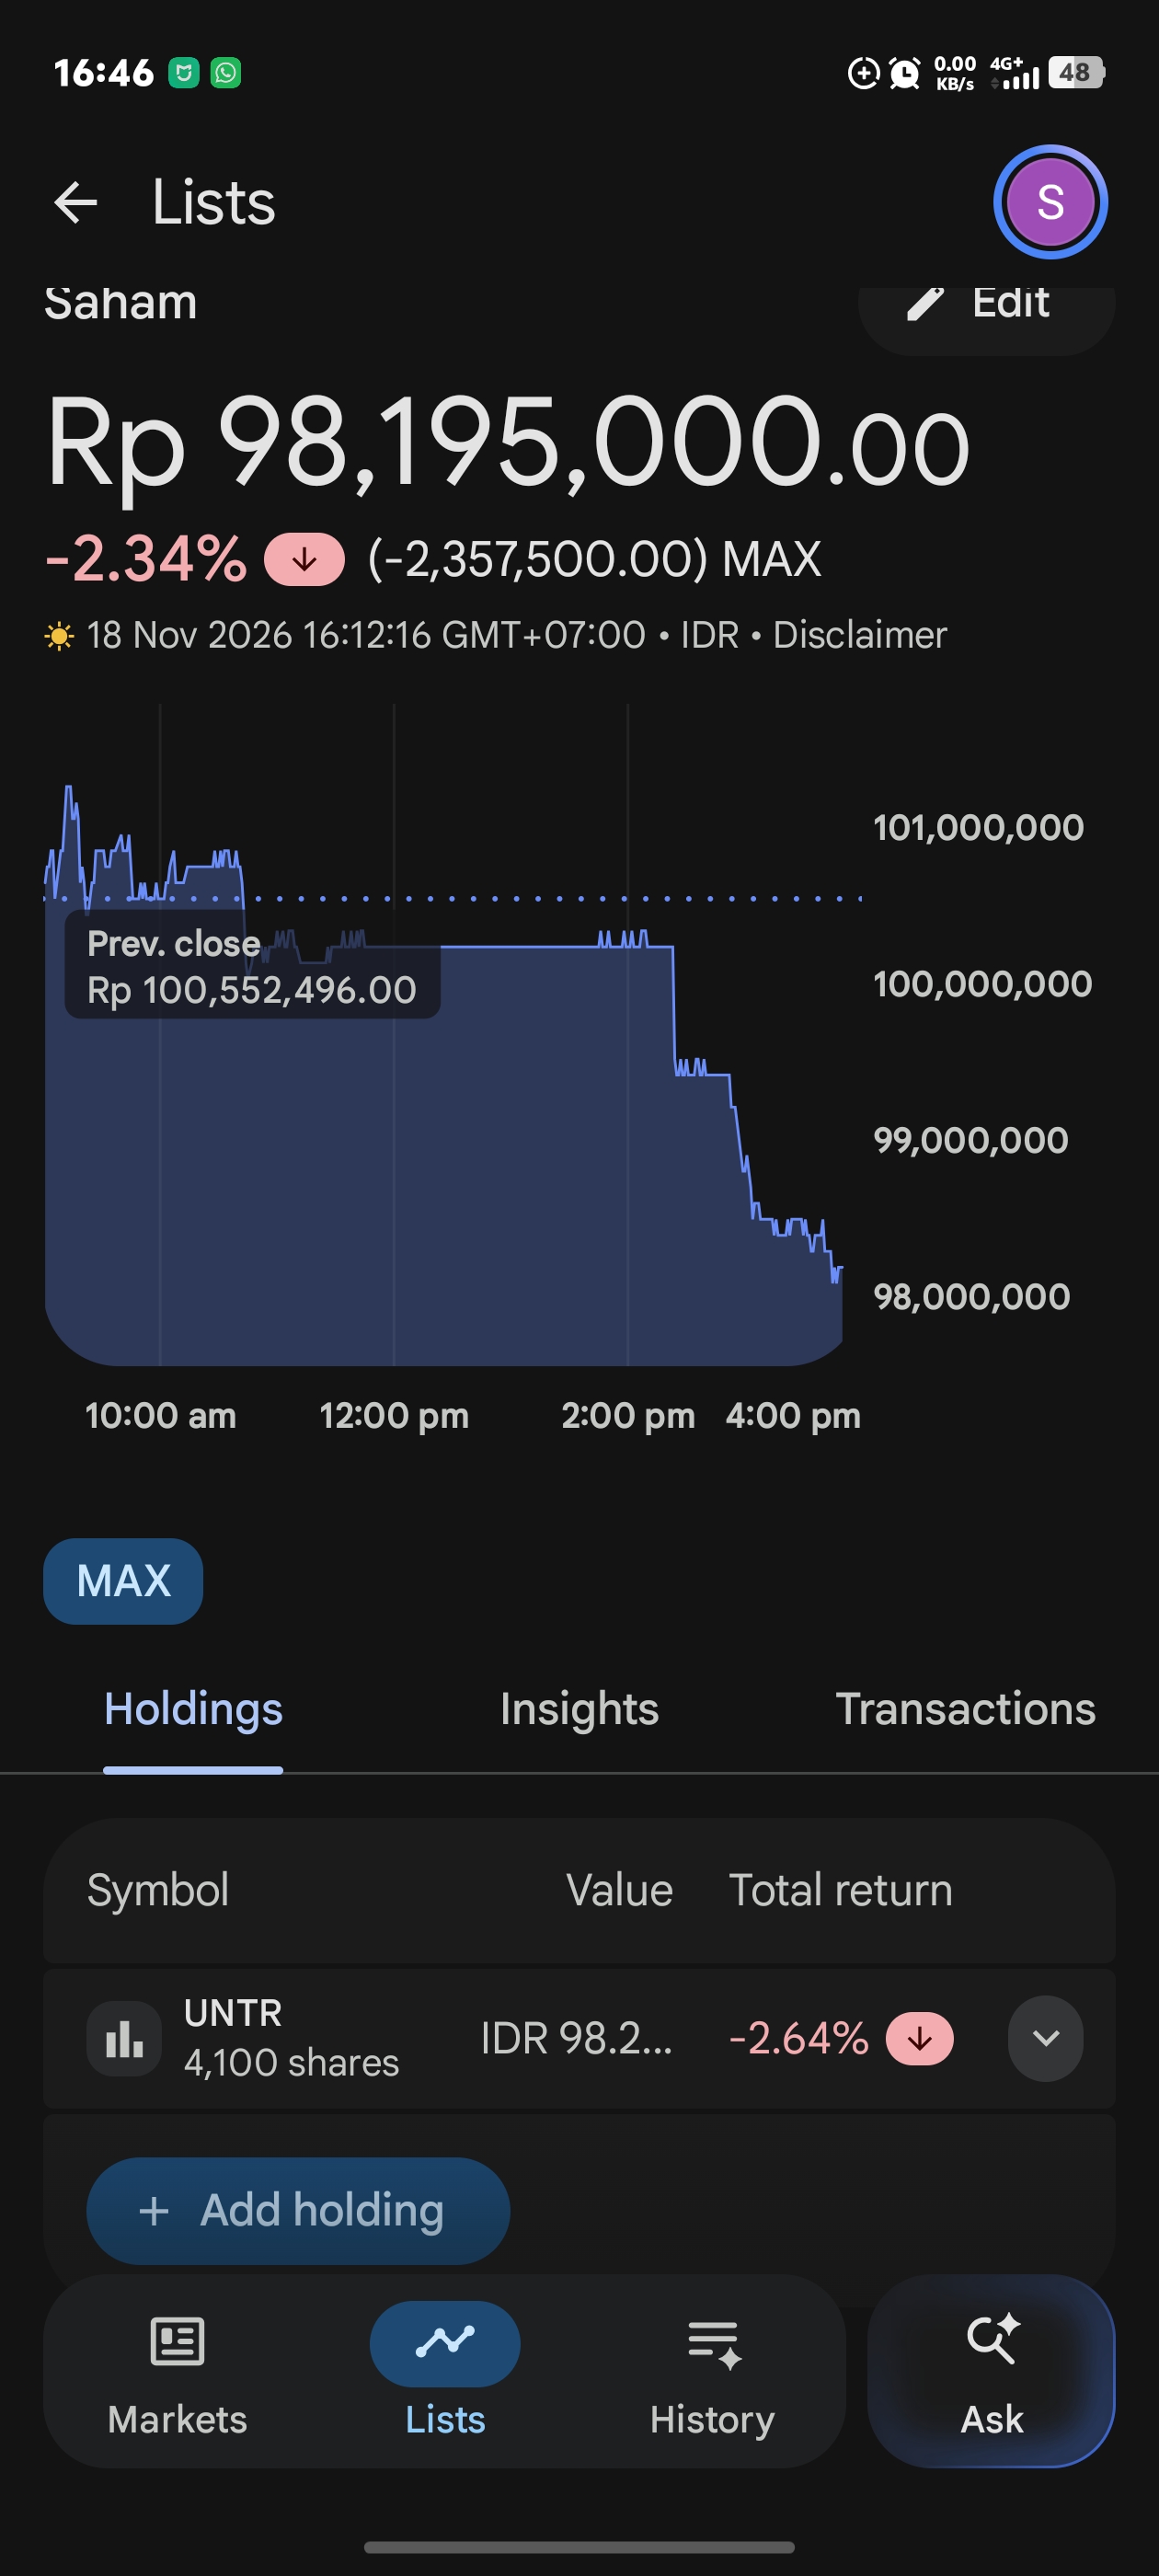 16:46
0.00
KB/s
4G+
48
Lists
S
Saham
Edit
Rp 98,195,000.00
-2.34% (-2,357,500.00) MAX
18 Nov 2026 16:12:16 GMT+07:00 • IDR • Disclaimer
101,000,000
Prev. close
Rp 100,552,496.00
100,000,000
99,000,000
98,000,000
10:00 am 12:00 pm 2:00 pm 4:00 pm
MAX
Holdings Insights Transactions
Symbol Value Total return
UNTR
4,100 shares
IDR 98.2... -2.64%
+ Add holding
Markets Lists History Ask